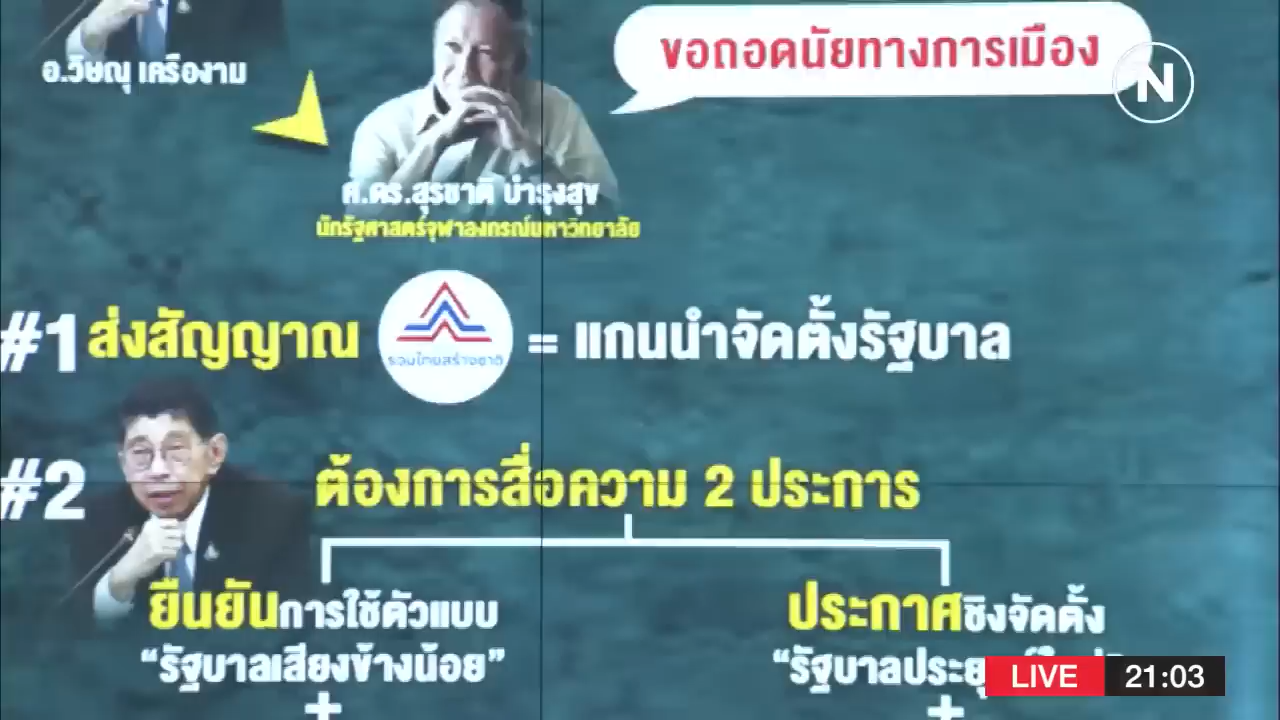 ขอถอดนัยทางการเมือง
N
อ.วิษณุ เครืองาม
ศ.ดร.สุรชาติ บำรุงสุข
นักรัฐศาสตร์จุฬาลงกรณ์มหาวิทยาลัย
#1 ส่งสัญญาณ รวมไทยสร้างชาติ = แกนนำจัดตั้งรัฐบาล
#2 ต้องการสื่อความ 2 ประการ
ยืนยันการใช้ตัวแบบ
“รัฐบาลเสียงข้างน้อย”
+
ประกาศชิงจัดตั้ง
+
LIVE 21:03